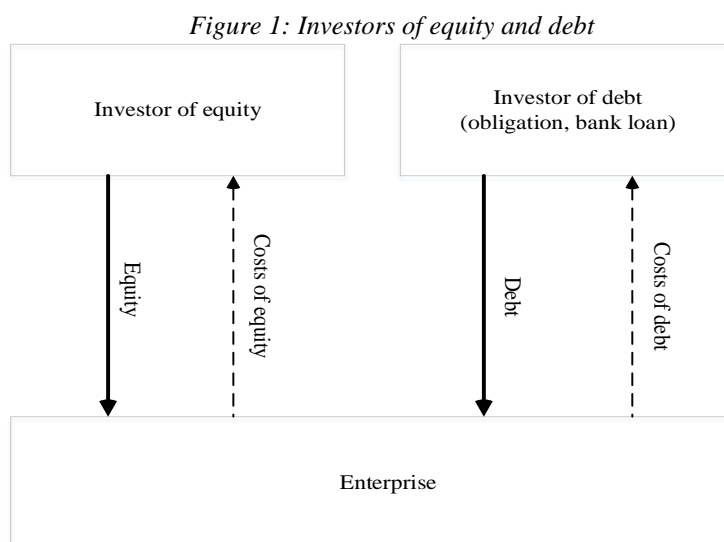 Figure 1: Investors of equity and debt
Investor of equity
Investor of debt
(obligation, bank loan)
Equity
Costs of equity
Debt
Costs of debt
Enterprise